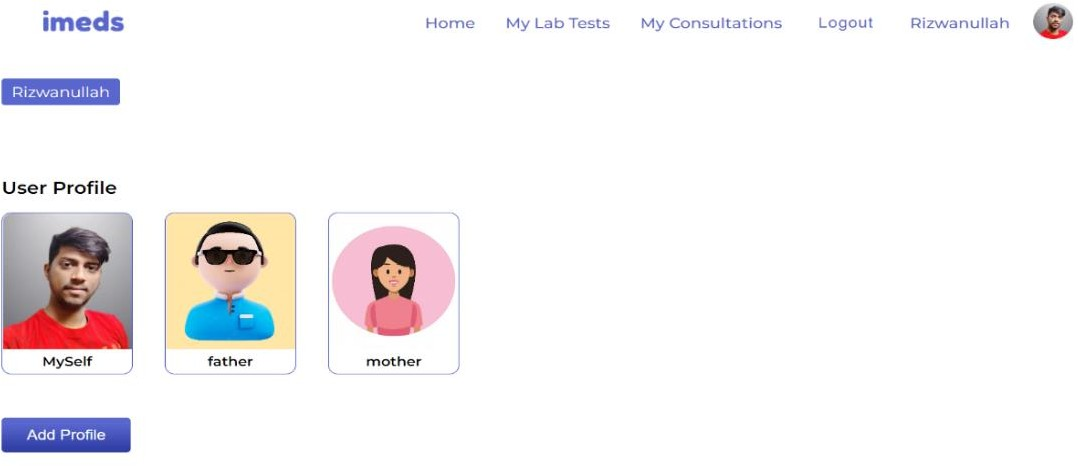 imeds
Home My Lab Tests My Consultations Logout Rizwanullah
Rizwanullah
User Profile
MySelf father mother
Add Profile